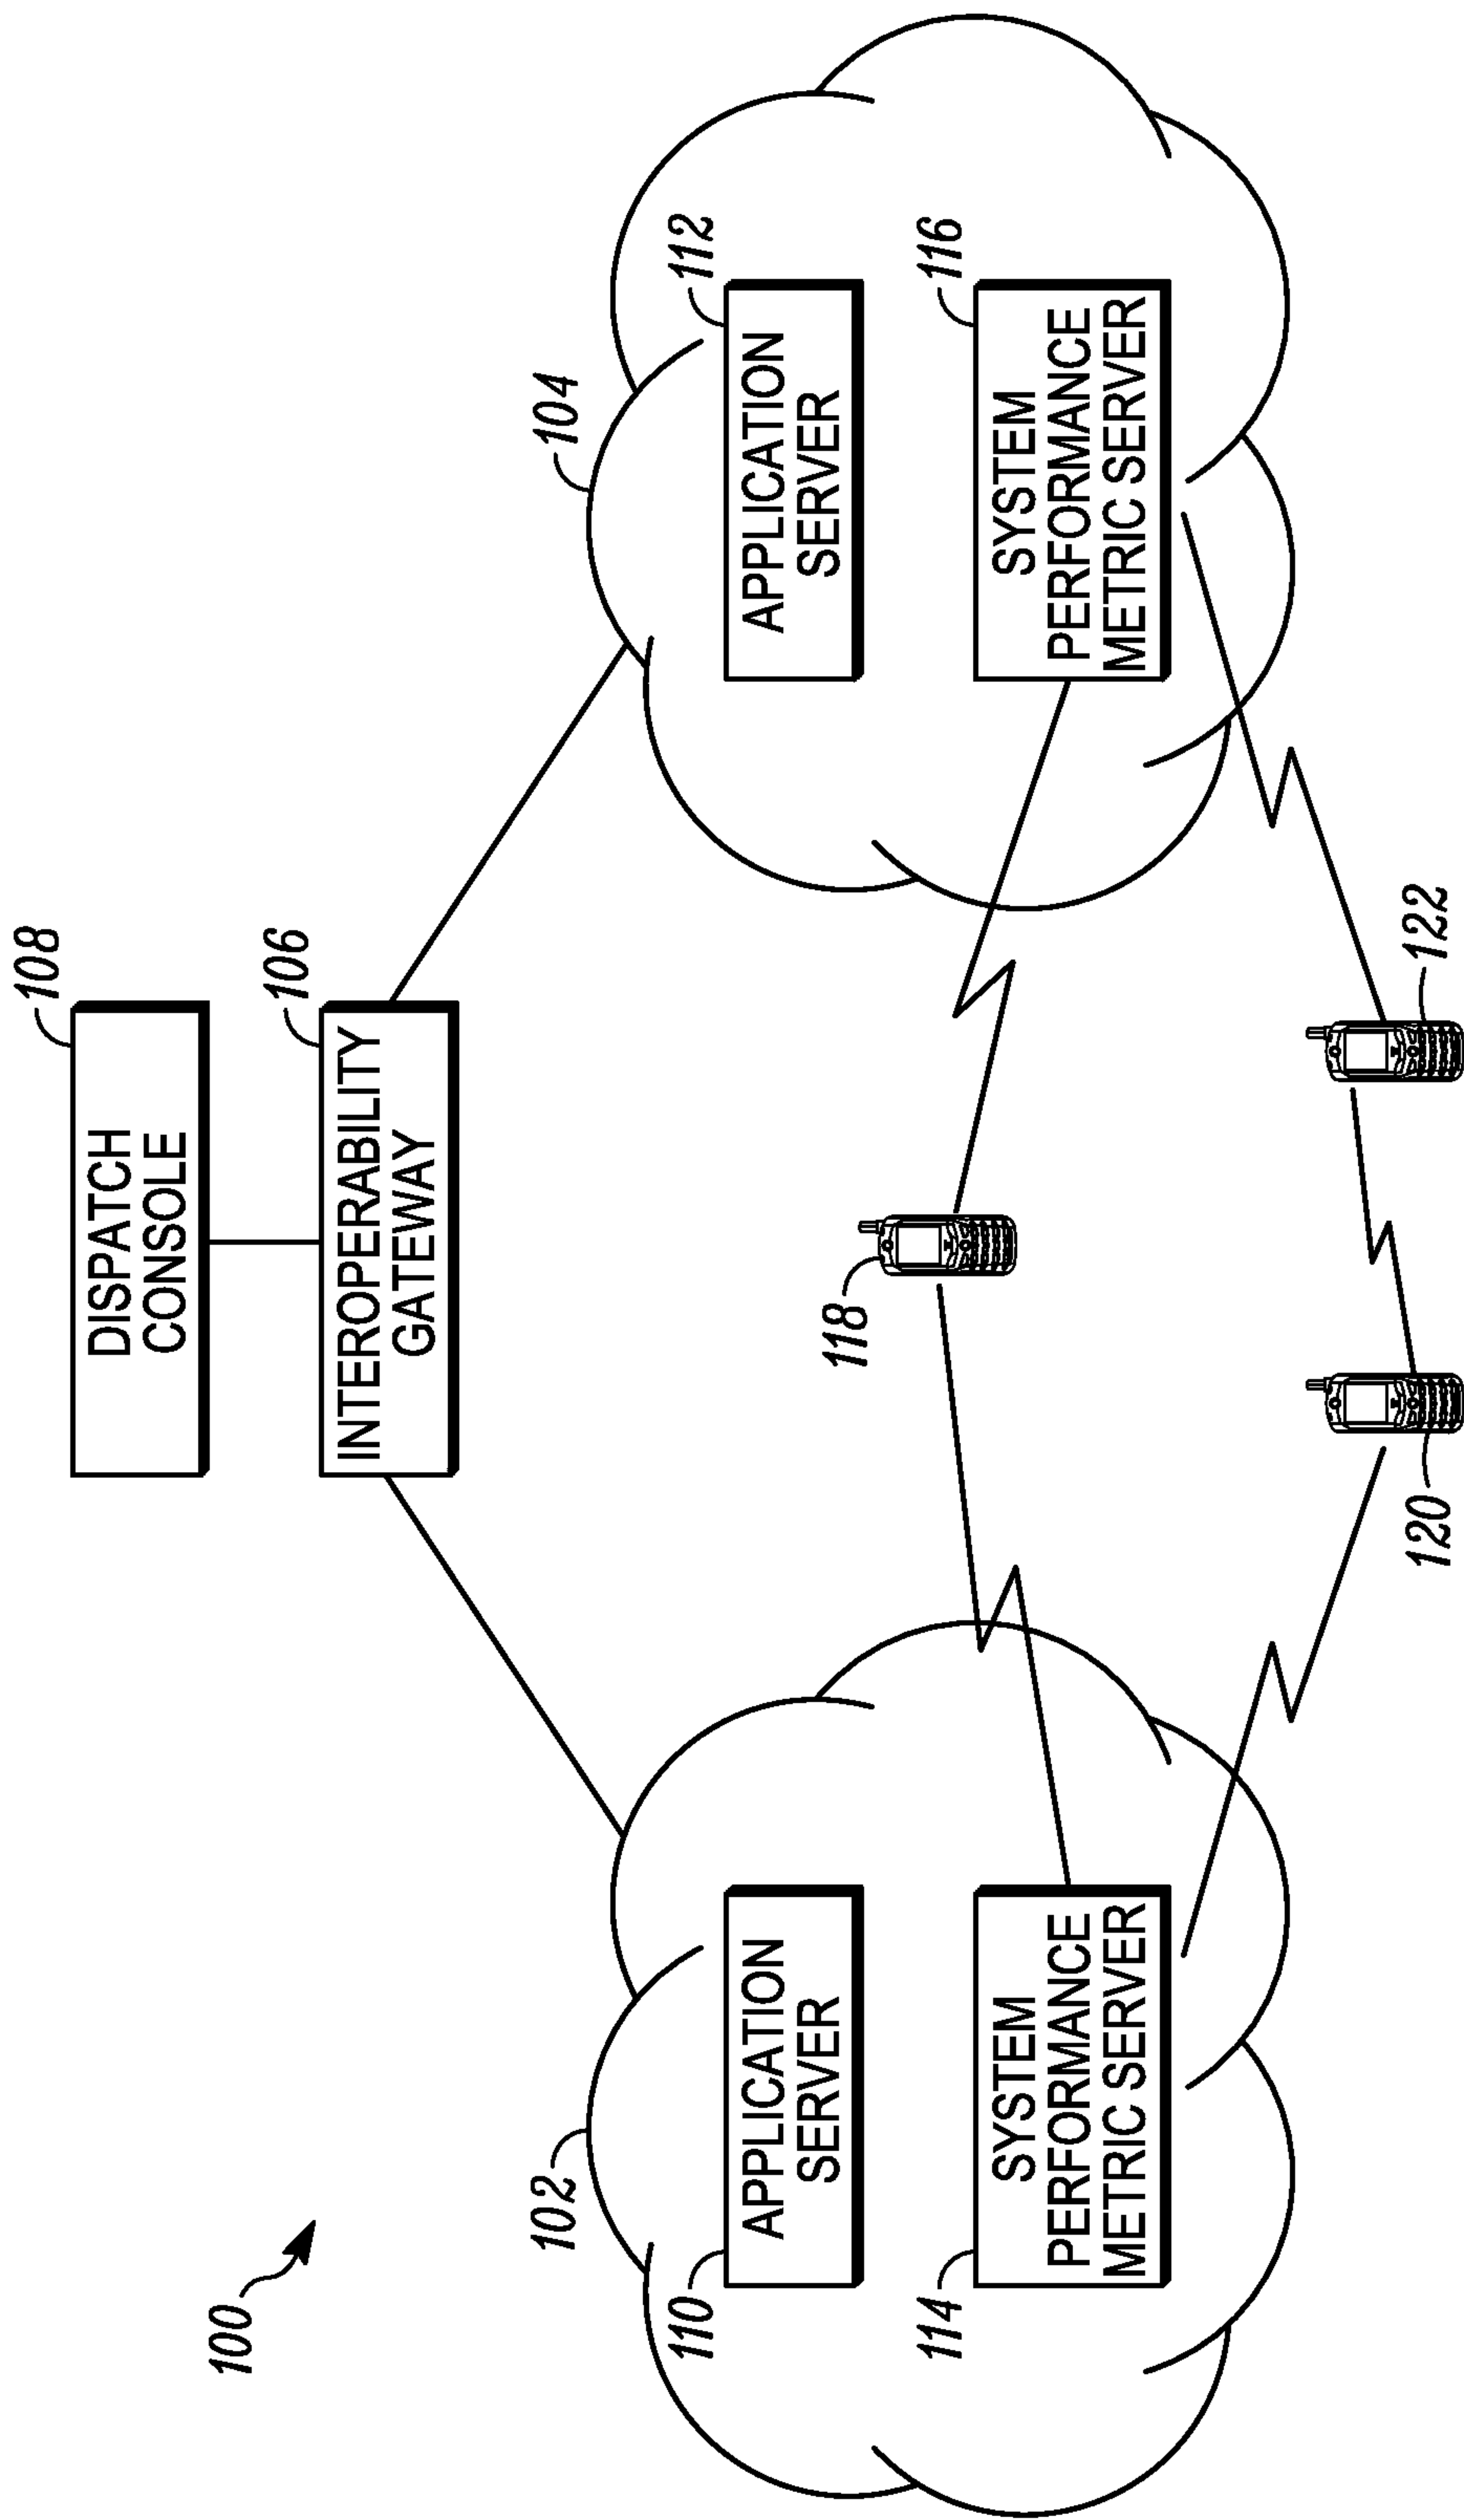 100
DISPATCH
CONSOLE
108
INTEROPERABILITY
GATEWAY
106
102
104
110
APPLICATION
SERVER
APPLICATION
SERVER
112
114
SYSTEM
PERFORMANCE
METRIC SERVER
118
SYSTEM
PERFORMANCE
METRIC SERVER
116
120
122